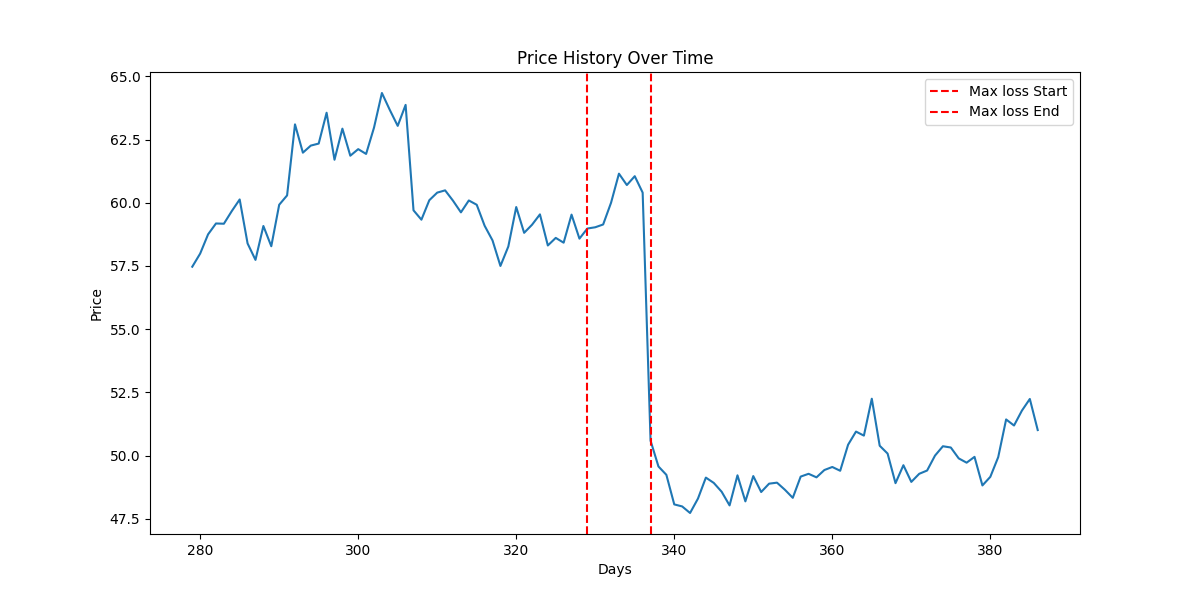 Price History Over Time
65.0
62.5
60.0
57.5
55.0
52.5
50.0
47.5
Price
Max loss Start
Max loss End
280 300 320 340 360 380
Days